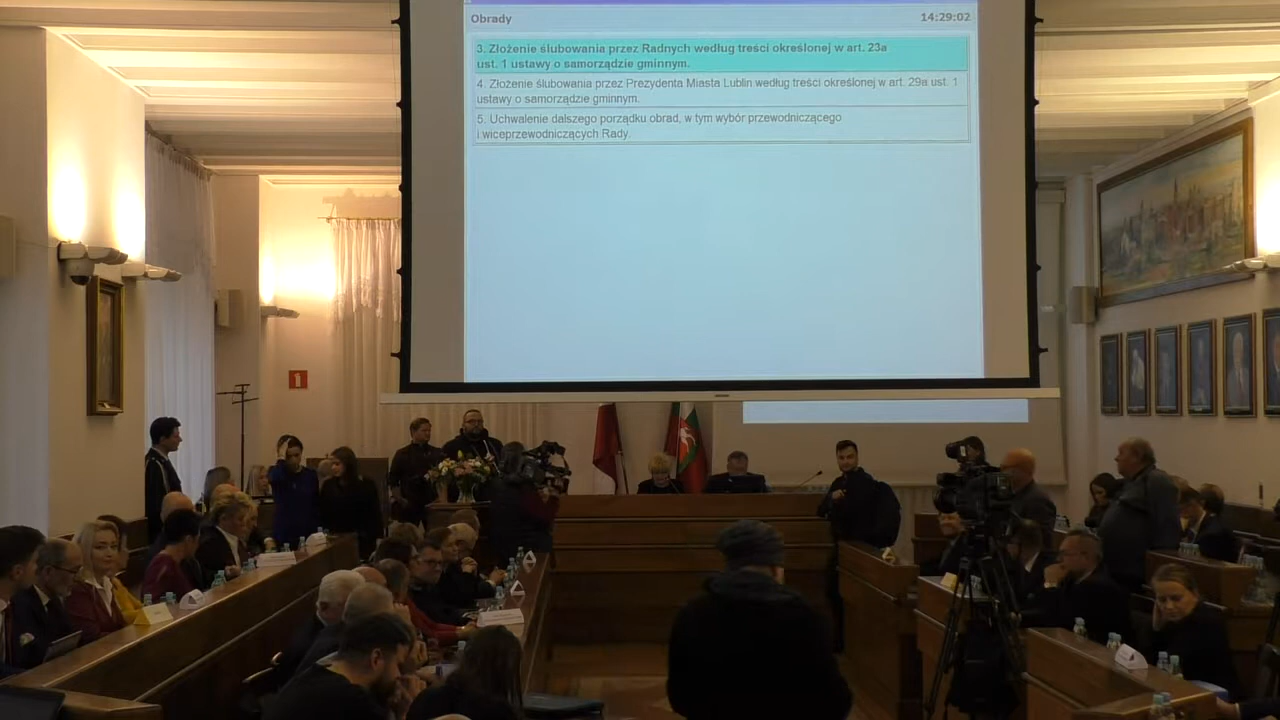 Obrady
14:29:02
3. Złożenie ślubowania przez Radnych według treści określonej w art. 23a
ust. 1 ustawy o samorządzie gminnym.
4. Złożenie ślubowania przez Prezydenta Miasta Lublin według treści określonej w art. 29a ust. 1
ustawy o samorządzie gminnym.
5. Uchwalenie dalszego porządku obrad, w tym wybór przewodniczącego
i wiceprzewodniczących Rady.